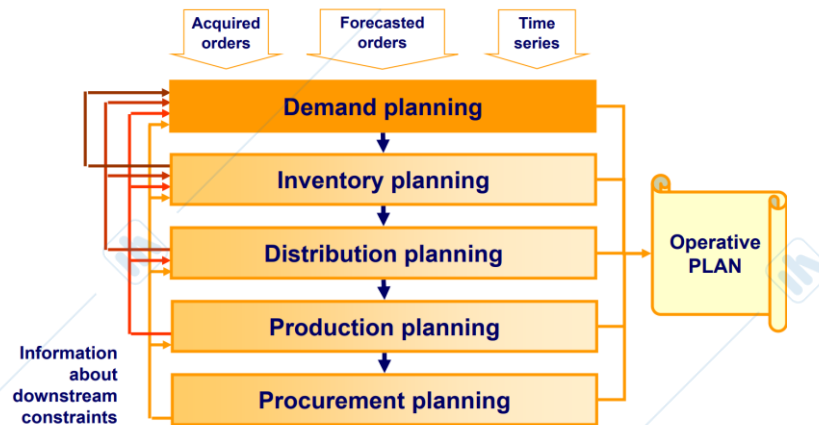 Acquired
orders
Forecasted
orders
Time
series
Demand planning
Inventory planning
Distribution planning
Production planning
Procurement planning
Operative
PLAN
Information
about
downstream
constraints